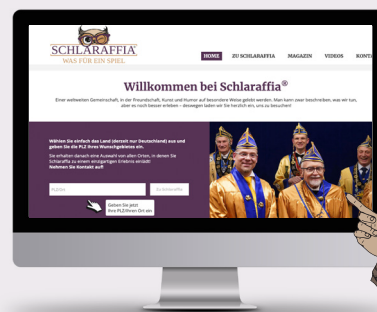 SCHLARAFFIA®
WAS FÜR EIN SPIEL
HOME ZU SCHLARAFFIA MAGAZIN VIDEOS KONTA
Willkommen bei Schlaraffia®
Einer weltweiten Gemeinschaft, in der Freundschaft, Kunst und Humor auf besondere Weise gelebt werden. Man kann zwar beschreiben, was wir tun,
aber es noch besser erleben – deswegen laden wir Sie herzlich ein, uns zu besuchen!
Wählen Sie einfach das Land (derzeit nur Deutschland) aus und
geben Sie die PLZ Ihres Wunschgebietes ein.
Sie erhalten danach eine Auswahl von allen Orten, in denen Sie
Schlaraffia zu einem einzigartigen Erlebnis einlädt!
Nehmen Sie Kontakt auf!
Zu Schlaraffia
Geben Sie jetzt
Ihre PLZ/Ihren Ort ein